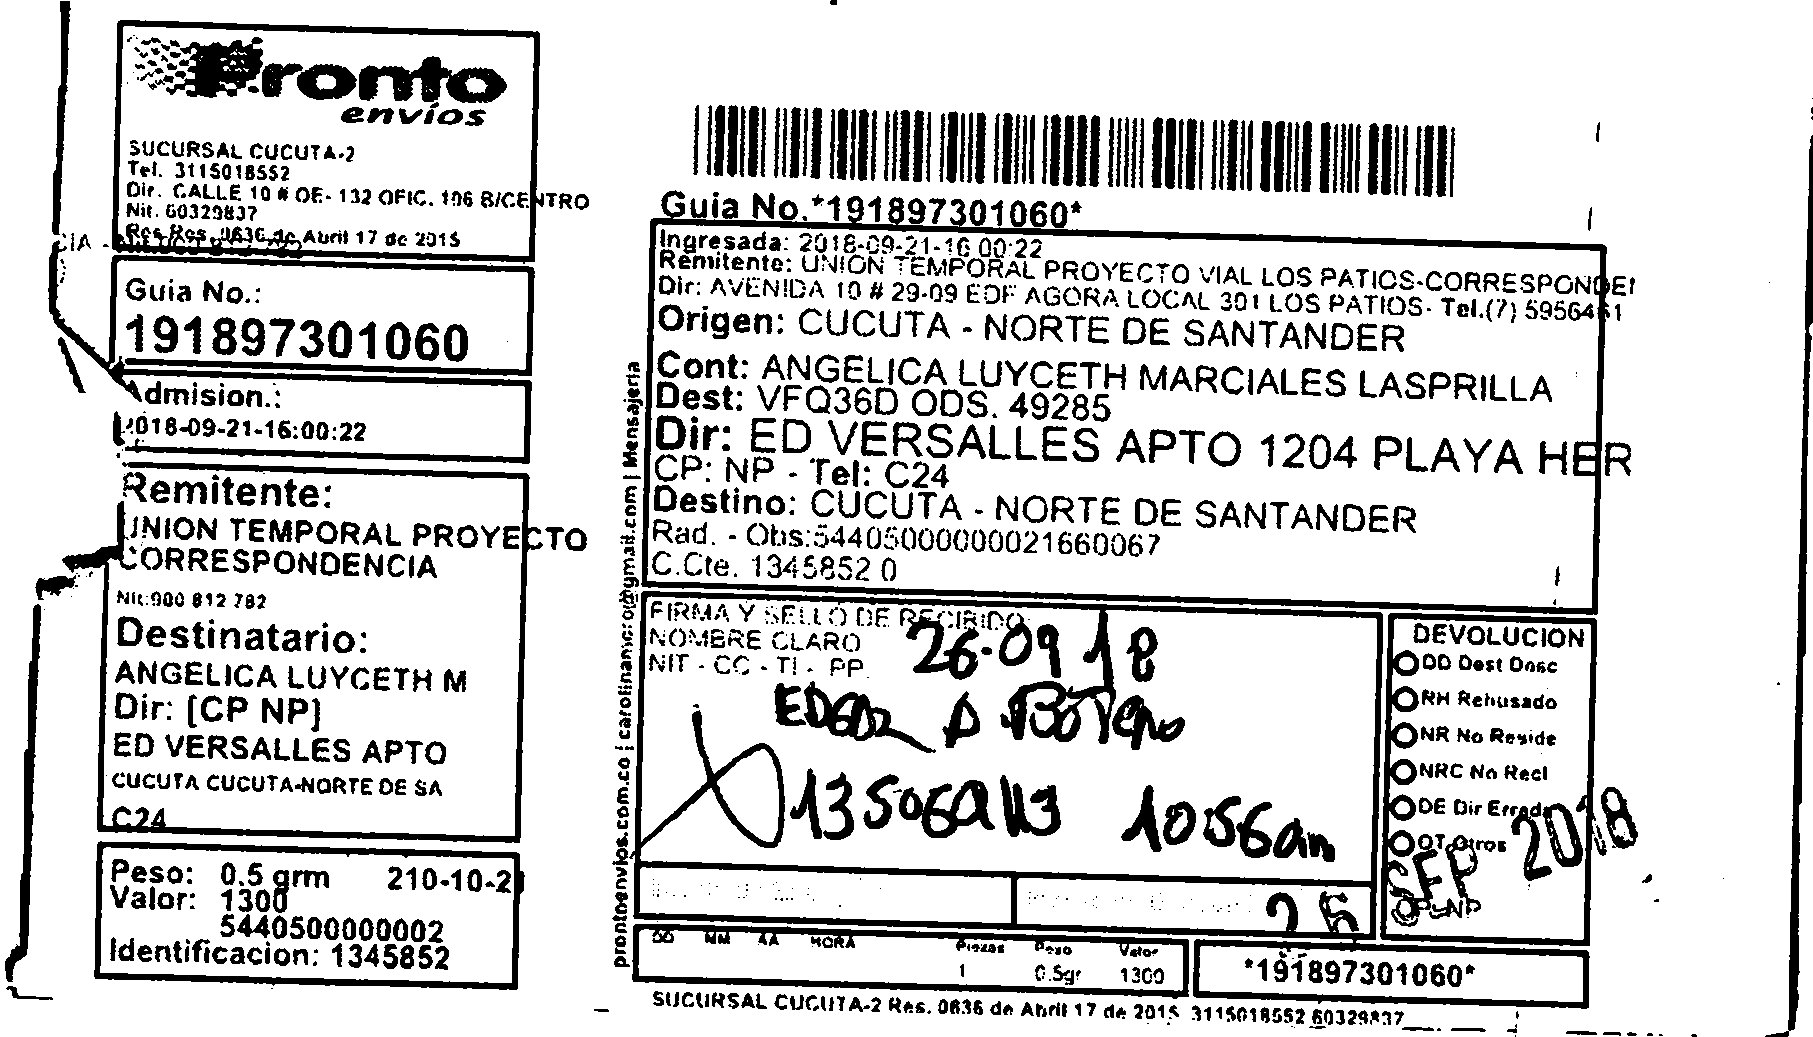 Pronto
envíos
SUCURSAL CUCUTA-2
Tel. 3115018552
Dir. CALLE 10 # OE- 132 OFIC. 106 B/CENTRO
Nit. 60329837
Res Res. 0636 de Abril 17 de 2015
Guia No.:
191897301060
Admision.:
2018-09-21-16:00:22
Remitente:
UNION TEMPORAL PROYECTO
CORRESPONDENCIA
Nit:900 812 782
Destinatario:
ANGELICA LUYCETH M
Dir: [CP NP]
ED VERSALLES APTO
CUCUTA CUCUTA-NORTE DE SA
C24
Peso: 0.5 grm 210-10-2
Valor: 1300
5440500000002
Identificacion: 1345852
prontoenvios.com.co | carolinanscro@gmail.com | Mensajeria
Guia No.*191897301060*
Ingresada: 2018-09-21-16:00:22
Remitente: UNION TEMPORAL PROYECTO VIAL LOS PATIOS-CORRESPONDEN
Dir: AVENIDA 10 # 29-09 EDF AGORA LOCAL 301 LOS PATIOS- Tel.(7) 5956461
Origen: CUCUTA - NORTE DE SANTANDER
Cont: ANGELICA LUYCETH MARCIALES LASPRILLA
Dest: VFQ36D ODS. 49285
Dir: ED VERSALLES APTO 1204 PLAYA HER
CP: NP - Tel: C24
Destino: CUCUTA - NORTE DE SANTANDER
Rad. - Obs:54405000000021660067
C.Cte. 1345852 0
FIRMA Y SELLO DE RECIBIDO
NOMBRE CLARO
NIT - CC - TI - PP
26-09 18
EDGAR A BOTERO
10:56am
DEVOLUCION
DD Dest Desc
RH Rehusado
NR No Reside
NRC No Recl
DE Dir Errada
OT Otros
26 SEP 2018
DD MM AA HORA Piezas Peso Valor
1 0.5gr 1300
*191897301060*
SUCURSAL CUCUTA-2 Res. 0636 de Abril 17 de 2015 3115018552 60329837